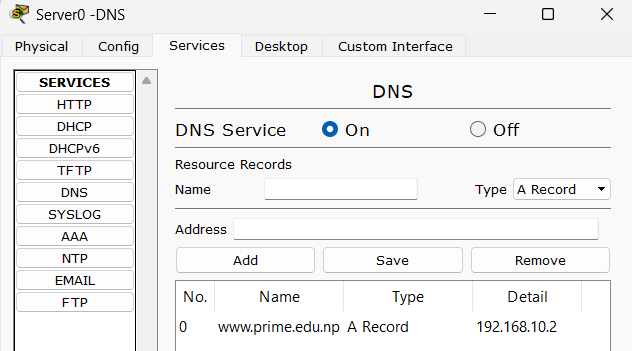 Server0 -DNS
Physical Config Services Desktop Custom Interface
SERVICES
HTTP
DHCP
DHCPv6
TFTP
DNS
SYSLOG
AAA
NTP
EMAIL
FTP
DNS
DNS Service On Off
Resource Records
Name Type A Record
Address
Add Save Remove
No. Name Type Detail
0 www.prime.edu.np A Record 192.168.10.2